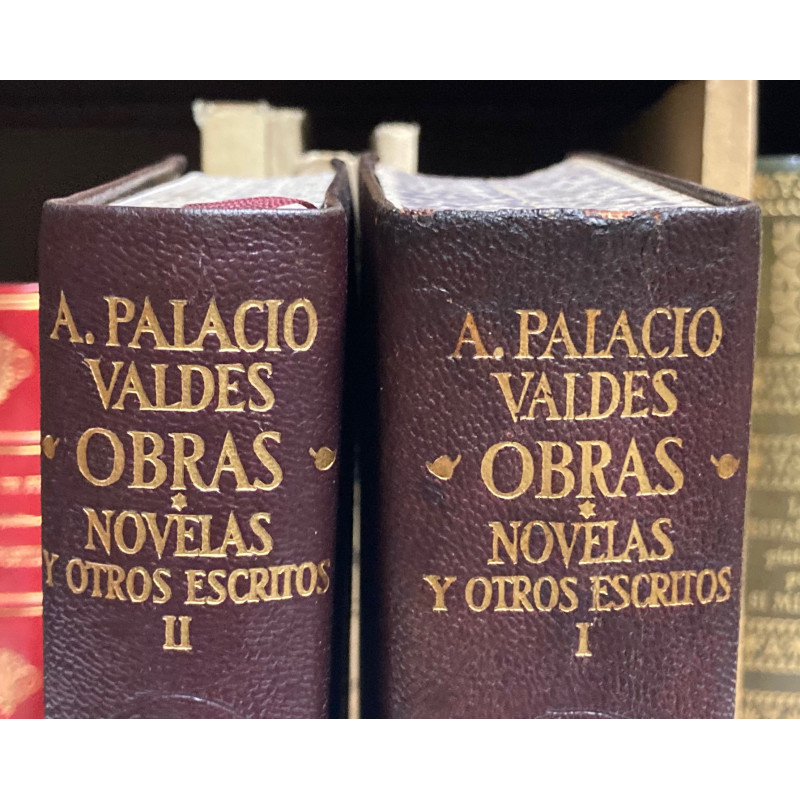 A. PALACIO
VALDES
OBRAS
NOVELAS
Y OTROS ESCRITOS
II
A. PALACIO
VALDES
OBRAS
NOVELAS
Y OTROS ESCRITOS
I